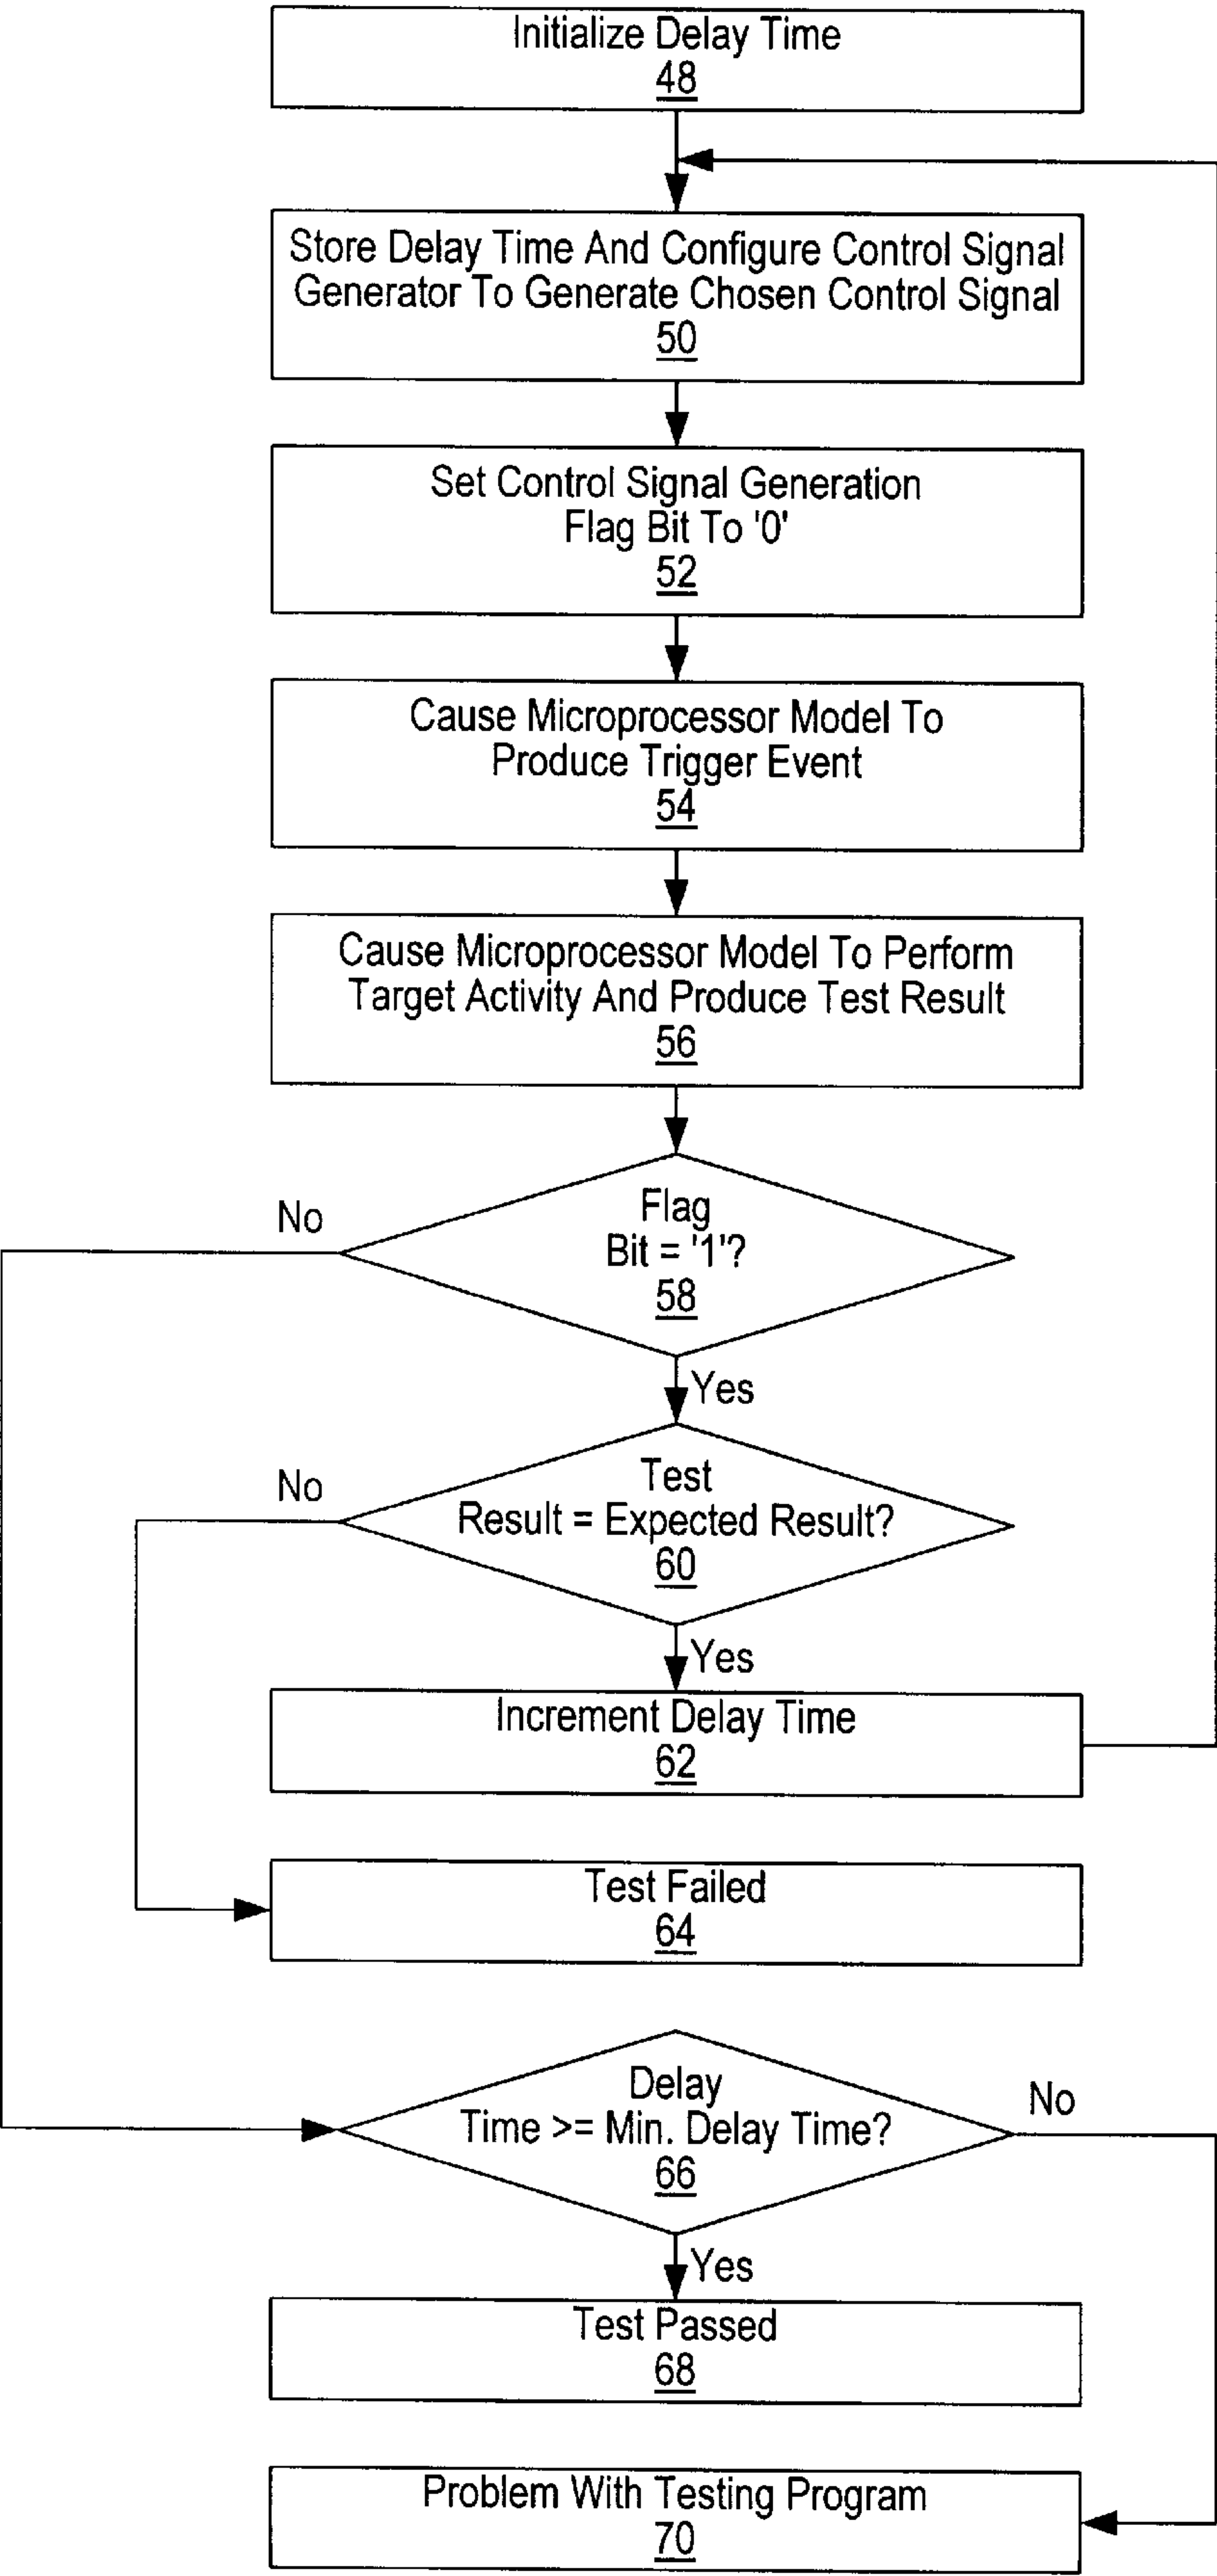 Initialize Delay Time
48
Store Delay Time And Configure Control Signal
Generator To Generate Chosen Control Signal
50
Set Control Signal Generation
Flag Bit To '0'
52
Cause Microprocessor Model To
Produce Trigger Event
54
Cause Microprocessor Model To Perform
Target Activity And Produce Test Result
56
No
Flag
Bit = '1'?
58
Yes
No
Test
Result = Expected Result?
60
Yes
Increment Delay Time
62
Test Failed
64
Delay
Time >= Min. Delay Time?
66
No
Yes
Test Passed
68
Problem With Testing Program
70